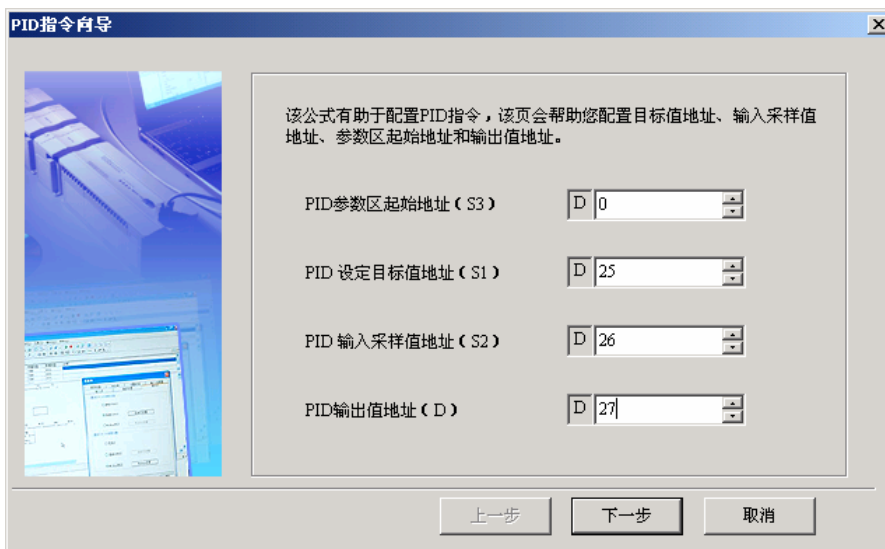 PID指令向导
该公式有助于配置PID指令,该页会帮助您配置目标值地址、输入采样值
地址、参数区起始地址和输出值地址。
PID参数区起始地址(S3) D 0
PID 设定目标值地址(S1) D 25
PID 输入采样值地址(S2) D 26
PID输出值地址(D) D 27
上一步 下一步 取消